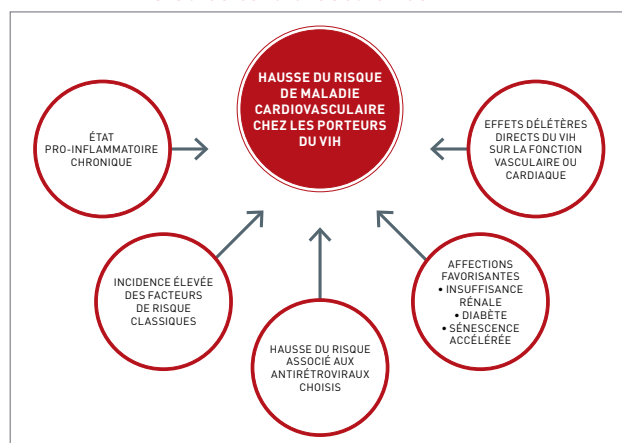 HAUSSE DU RISQUE
DE MALADIE
CARDIOVASCULAIRE
CHEZ LES PORTEURS
DU VIH
ÉTAT
PRO-INFLAMMATOIRE
CHRONIQUE
EFFETS DÉLÉTÈRES
DIRECTS DU VIH
SUR LA FONCTION
VASCULAIRE OU
CARDIAQUE
INCIDENCE ÉLEVÉE
DES FACTEURS
DE RISQUE
CLASSIQUES
HAUSSE DU RISQUE
ASSOCIÉ AUX
ANTIRÉTROVIRAUX
CHOISIS
AFFECTIONS
FAVORISANTES
• INSUFFISANCE
RÉNALE
• DIABÈTE
• SÉNESCENCE
ACCÉLÉRÉE